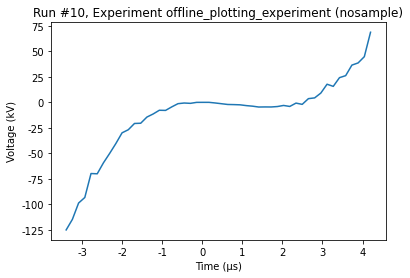 Run #10, Experiment offline_plotting_experiment (nosample)
75
50
25
0
-25
-50
-75
-100
-125
Voltage (kV)
-3 -2 -1 0 1 2 3 4
Time (μs)